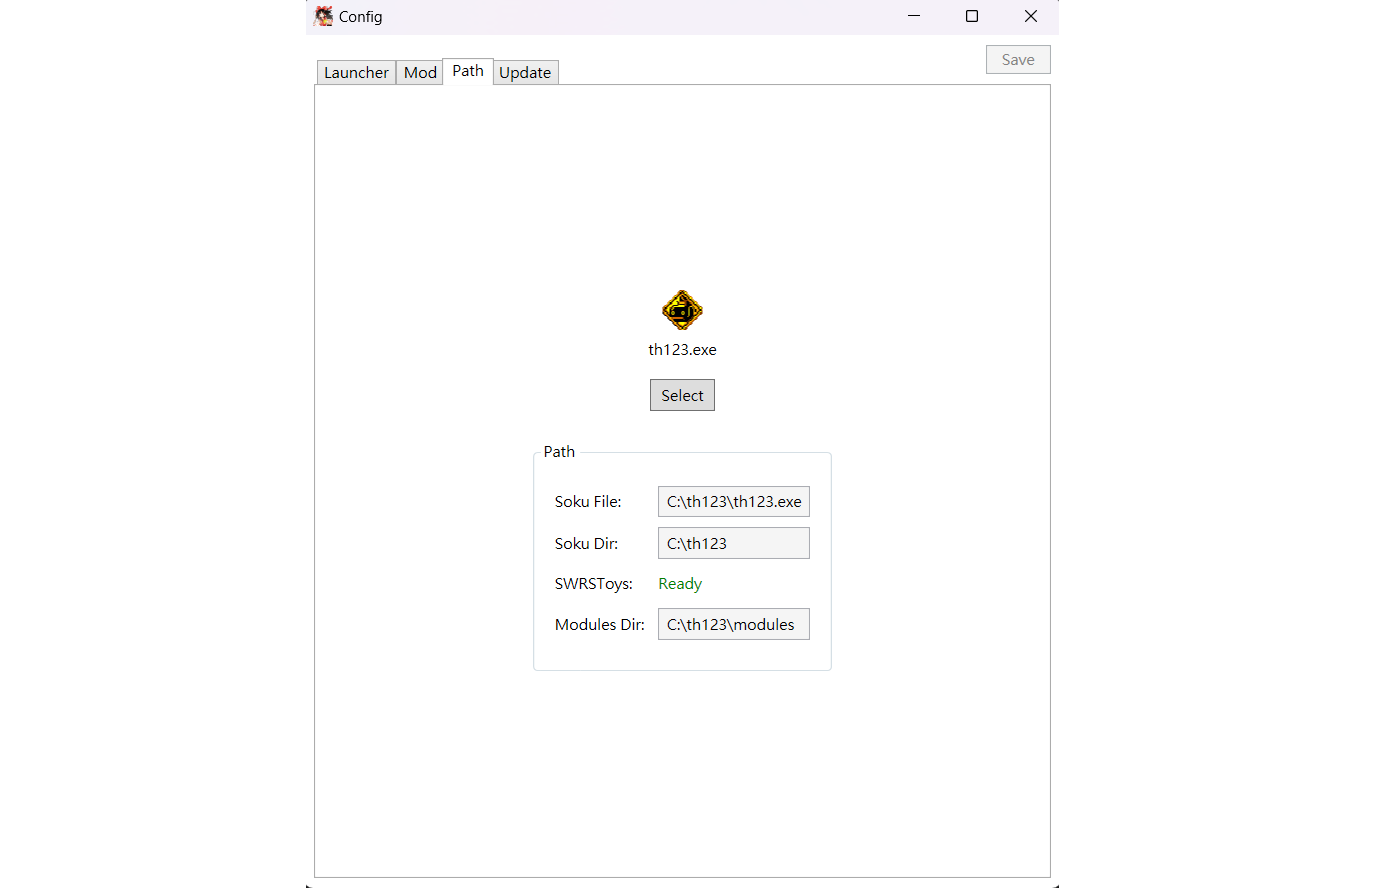 Config
Save
Launcher Mod Path Update
th123.exe
Select
Path
Soku File: C:\th123\th123.exe
Soku Dir: C:\th123
SWRSToys: Ready
Modules Dir: C:\th123\modules